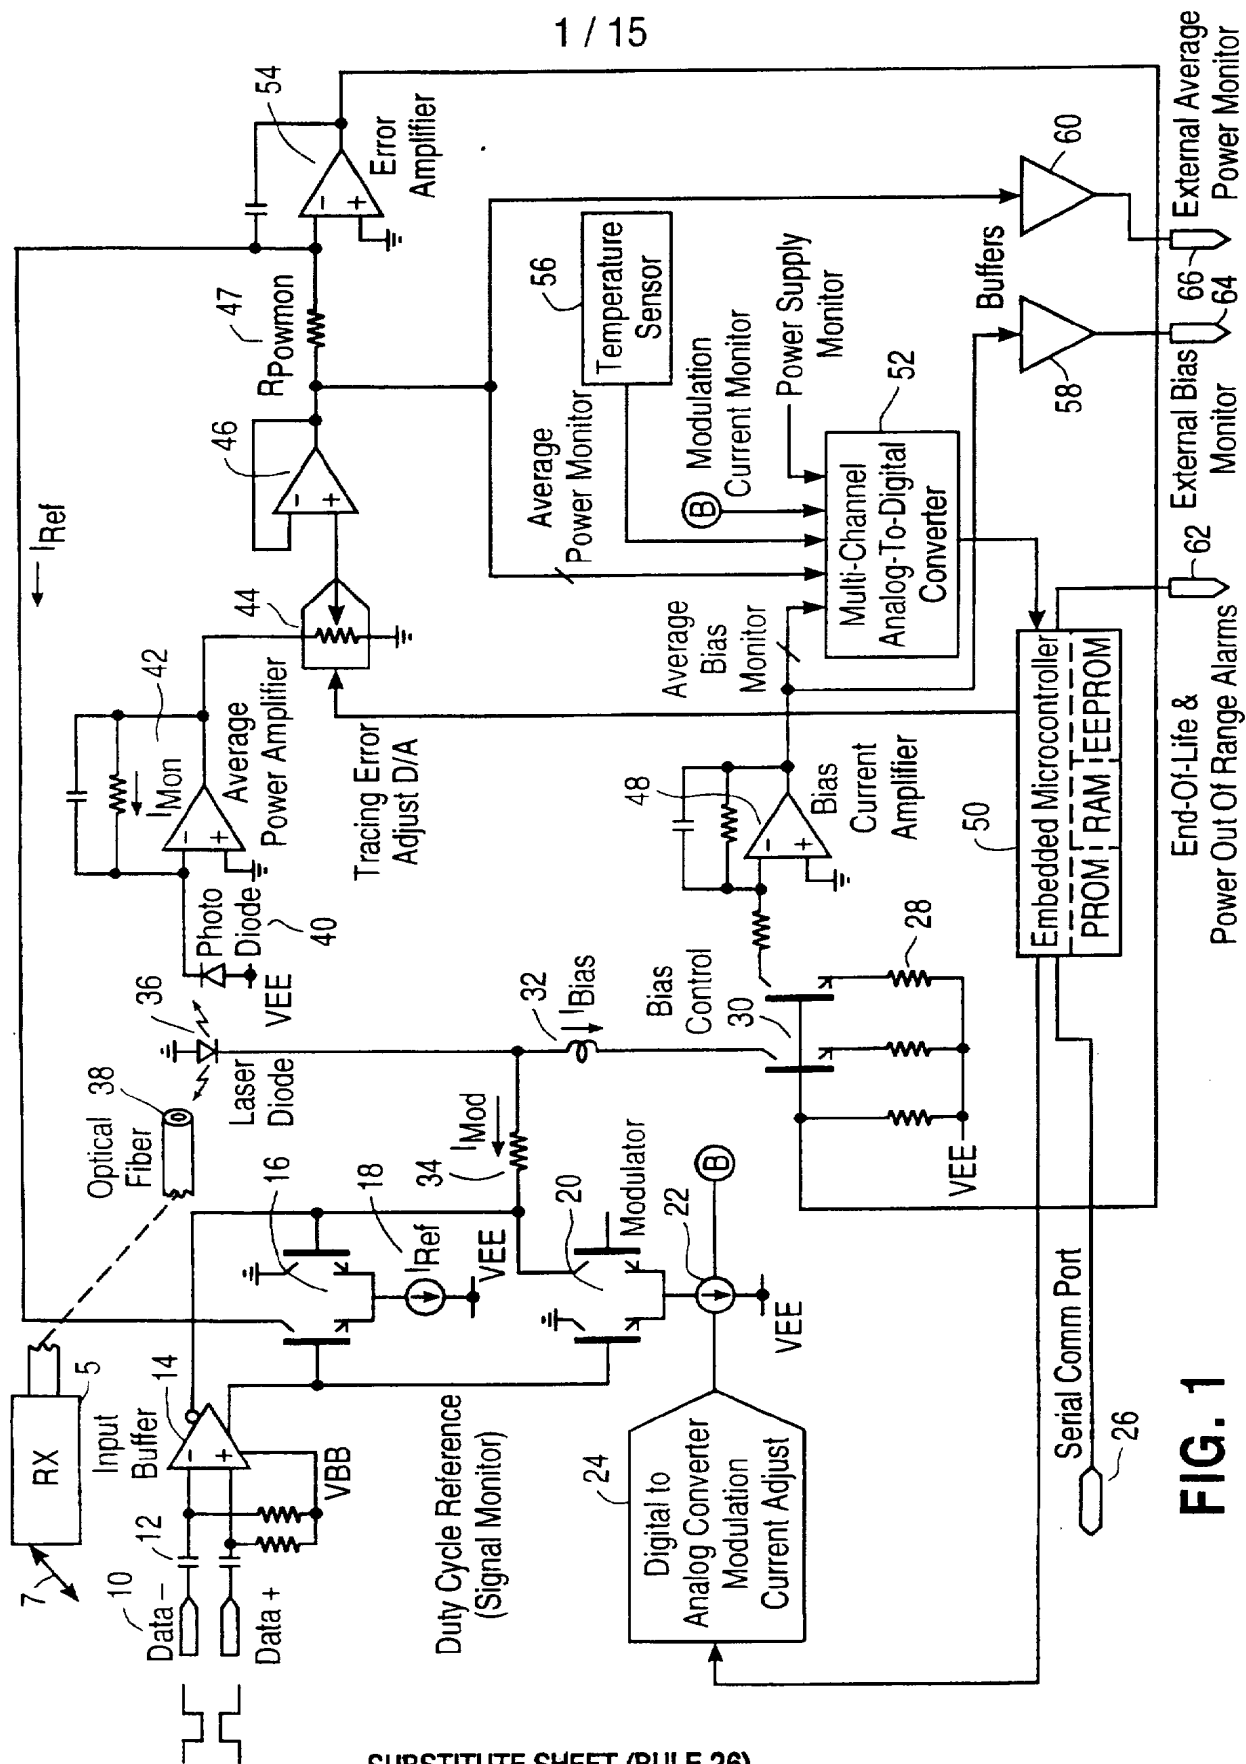 1 / 15
RX
5
7
10
Data −
Data +
12
Input
Buffer
14
VBB
Optical
Fiber
38
36
Laser
Diode
Photo
Diode
40
VEE
IMon
42
Average
Power Amplifier
IRef
44
Tracing Error
Adjust D/A
46
RPowmon
47
54
Error
Amplifier
16
18
IRef
VEE
Duty Cycle Reference
(Signal Monitor)
34
IMod
20
Modulator
22
B
VEE
24
Digital to
Analog Converter
Modulation
Current Adjust
32
IBias
Bias
Control
30
28
VEE
48
Bias
Current
Amplifier
Average
Bias
Monitor
Average
Power Monitor
56
Temperature
Sensor
B
Modulation
Current Monitor
Power Supply
Monitor
52
Multi-Channel
Analog-To-Digital
Converter
Buffers
58
60
50
Embedded Microcontroller
PROM
RAM
EEPROM
Serial Comm Port
26
End-Of-Life &
Power Out Of Range Alarms
62
External Bias
Monitor
64
66
External Average
Power Monitor
− + − + − + − + − +
FIG. 1
SUBSTITUTE SHEET (RULE 26)